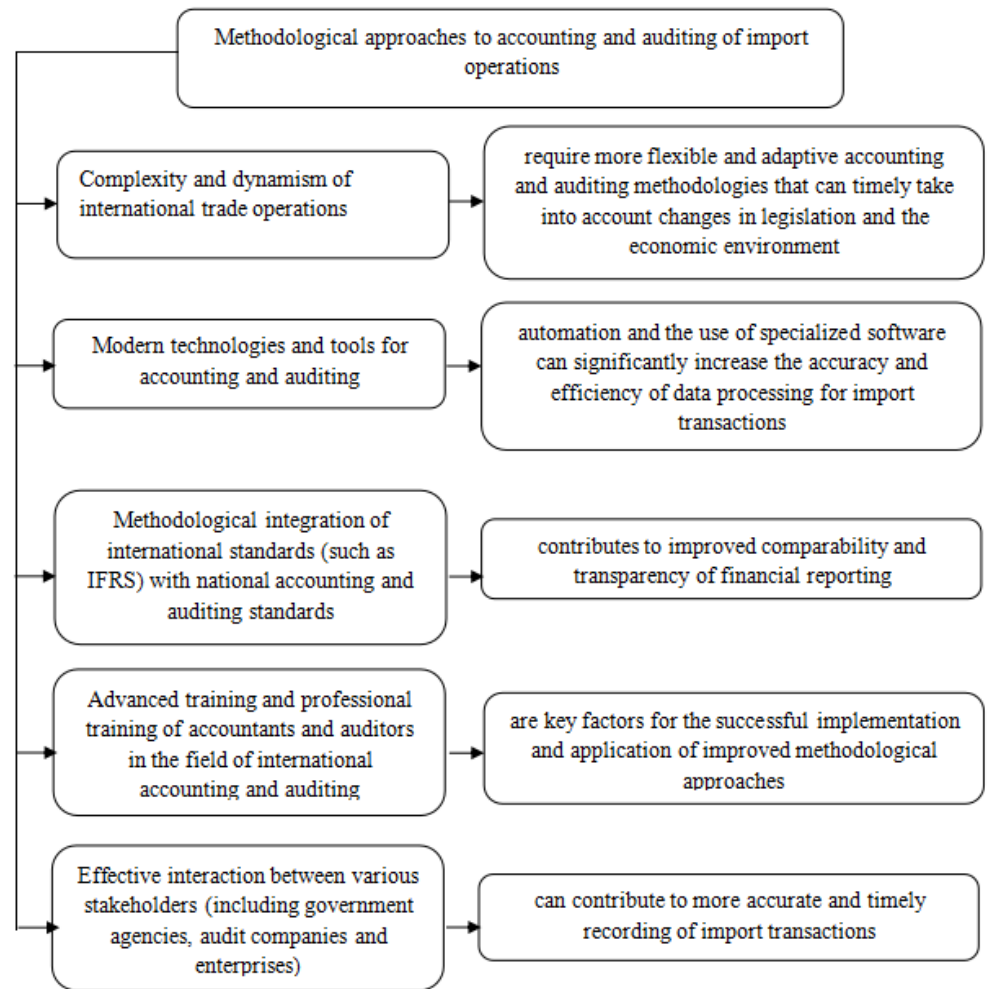 Methodological approaches to accounting and auditing of import
operations
Complexity and dynamism of
international trade operations
require more flexible and adaptive accounting
and auditing methodologies that can timely take
into account changes in legislation and the
economic environment
Modern technologies and tools for
accounting and auditing
automation and the use of specialized software
can significantly increase the accuracy and
efficiency of data processing for import
transactions
Methodological integration of
international standards (such as
IFRS) with national accounting and
auditing standards
contributes to improved comparability and
transparency of financial reporting
Advanced training and professional
training of accountants and auditors
in the field of international
accounting and auditing
are key factors for the successful implementation
and application of improved methodological
approaches
Effective interaction between various
stakeholders (including government
agencies, audit companies and
enterprises)
can contribute to more accurate and timely
recording of import transactions